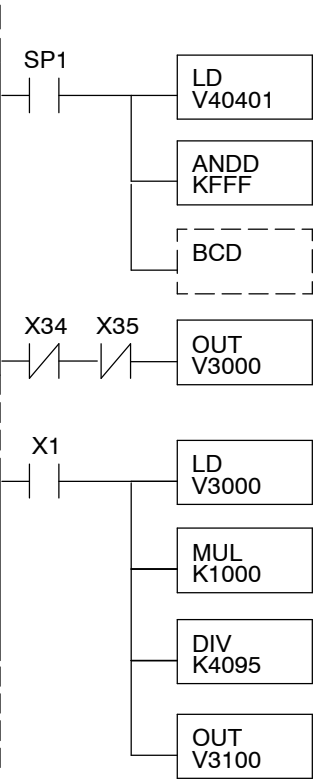 SP1
LD
V40401
ANDD
KFFF
BCD
X34 X35
OUT
V3000
X1
LD
V3000
MUL
K1000
DIV
K4095
OUT
V3100